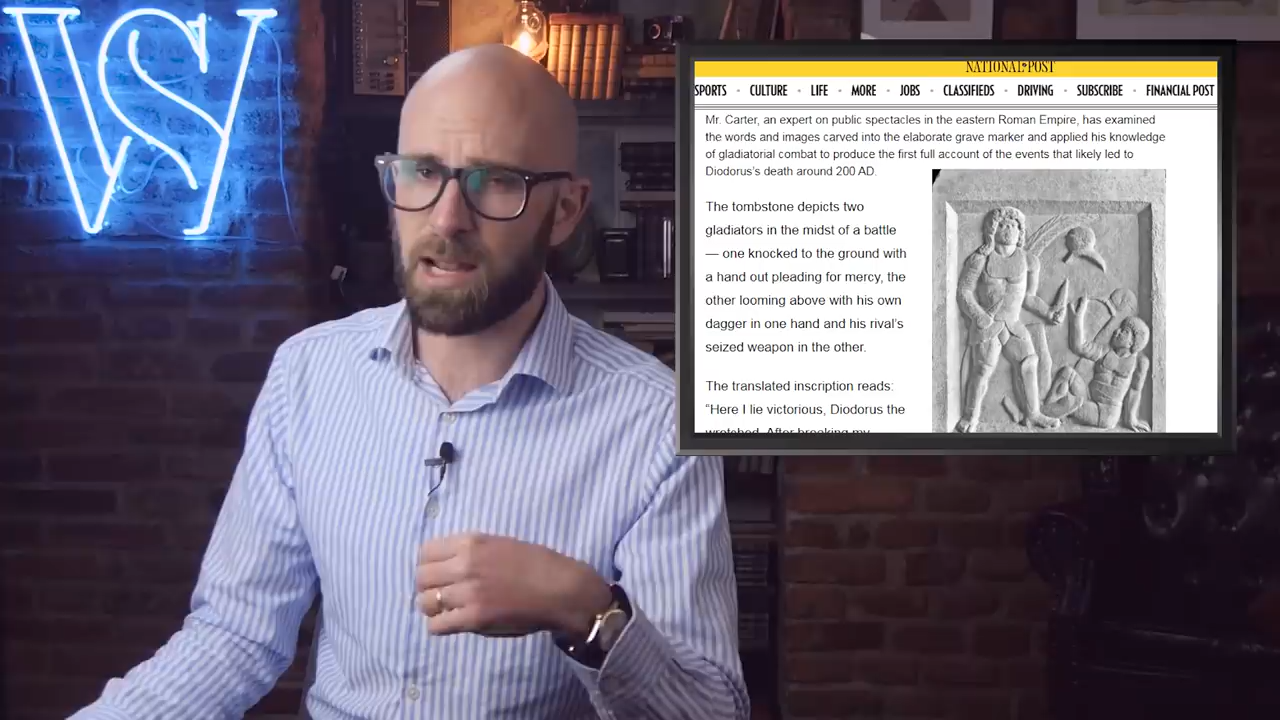 WS
NATIONAL POST
SPORTS • CULTURE • LIFE • MORE • JOBS • CLASSIFIEDS • DRIVING • SUBSCRIBE • FINANCIAL POST
Mr. Carter, an expert on public spectacles in the eastern Roman Empire, has examined
the words and images carved into the elaborate grave marker and applied his knowledge
of gladiatorial combat to produce the first full account of the events that likely led to
Diodorus's death around 200 AD.
The tombstone depicts two
gladiators in the midst of a battle
— one knocked to the ground with
a hand out pleading for mercy, the
other looming above with his own
dagger in one hand and his rival's
seized weapon in the other.
The translated inscription reads:
“Here I lie victorious, Diodorus the
wretched. After breaking my